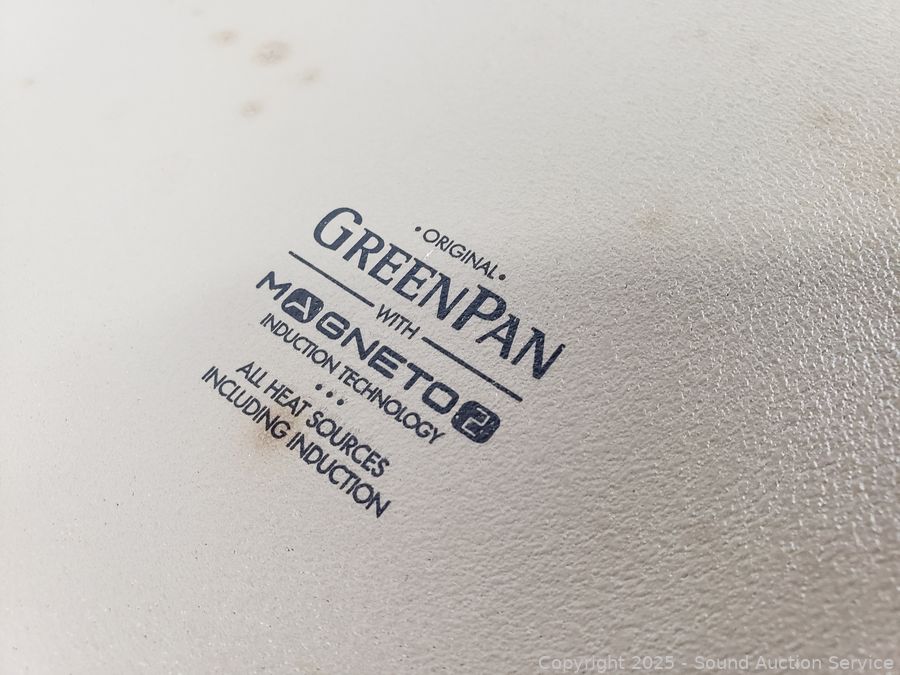 • ORIGINAL •
GREENPAN
WITH
MAGNETO 2
INDUCTION TECHNOLOGY
• • •
ALL HEAT SOURCES
INCLUDING INDUCTION
Copyright 2025 - Sound Auction Service